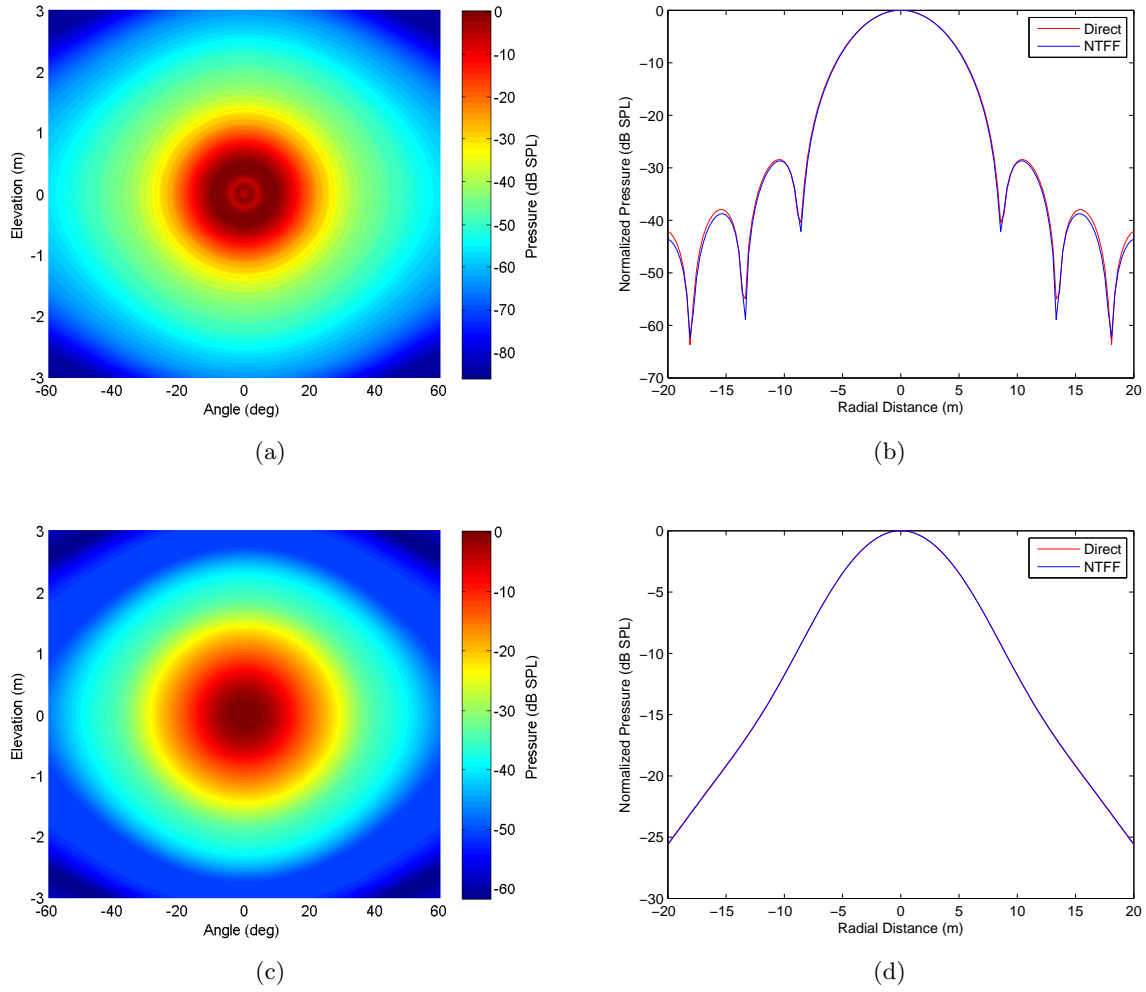 3
2
1
0
-1
-2
-3
Elevation (m)
-60 -40 -20 0 20 40 60
Angle (deg)
0
-10
-20
-30
-40
-50
-60
-70
-80
Pressure (dB SPL)
(a)
0
−10
−20
−30
−40
−50
−60
−70
Normalized Pressure (dB SPL)
−20 −15 −10 −5 0 5 10 15 20
Radial Distance (m)
Direct
NTFF
(b)
3
2
1
0
-1
-2
-3
Elevation (m)
-60 -40 -20 0 20 40 60
Angle (deg)
0
-10
-20
-30
-40
-50
-60
Pressure (dB SPL)
(c)
0
−5
−10
−15
−20
−25
−30
Normalized Pressure (dB SPL)
−20 −15 −10 −5 0 5 10 15 20
Radial Distance (m)
Direct
NTFF
(d)